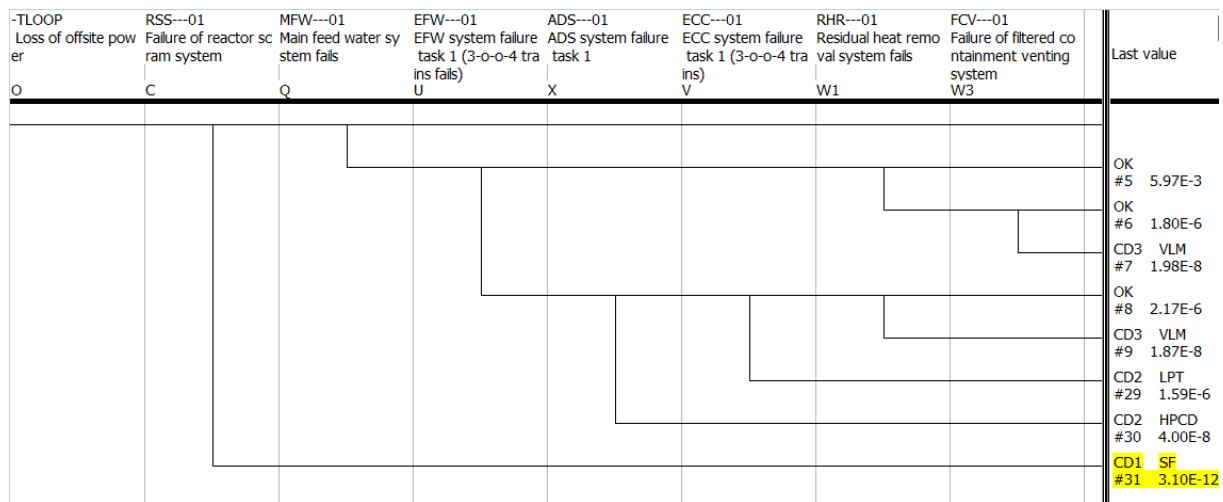 -TLOOP
Loss of offsite pow
er
O
RSS---01
Failure of reactor sc
ram system
C
MFW---01
Main feed water sy
stem fails
Q
EFW---01
EFW system failure
task 1 (3-o-o-4 tra
ins fails)
U
ADS---01
ADS system failure
task 1
X
ECC---01
ECC system failure
task 1 (3-o-o-4 tra
ins)
V
RHR---01
Residual heat remo
val system fails
W1
FCV---01
Failure of filtered co
ntainment venting
system
W3
Last value
OK
#5 5.97E-3
OK
#6 1.80E-6
CD3 VLM
#7 1.98E-8
OK
#8 2.17E-6
CD3 VLM
#9 1.87E-8
CD2 LPT
#29 1.59E-6
CD2 HPCD
#30 4.00E-8
CD1 SF
#31 3.10E-12